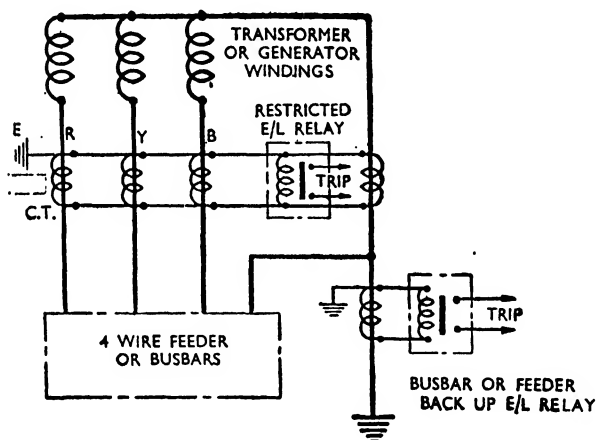 TRANSFORMER
OR GENERATOR
WINDINGS
RESTRICTED
E/L RELAY
E
R
Y
B
TRIP
C.T.
4 WIRE FEEDER
OR BUSBARS
TRIP
BUSBAR OR FEEDER
BACK UP E/L RELAY